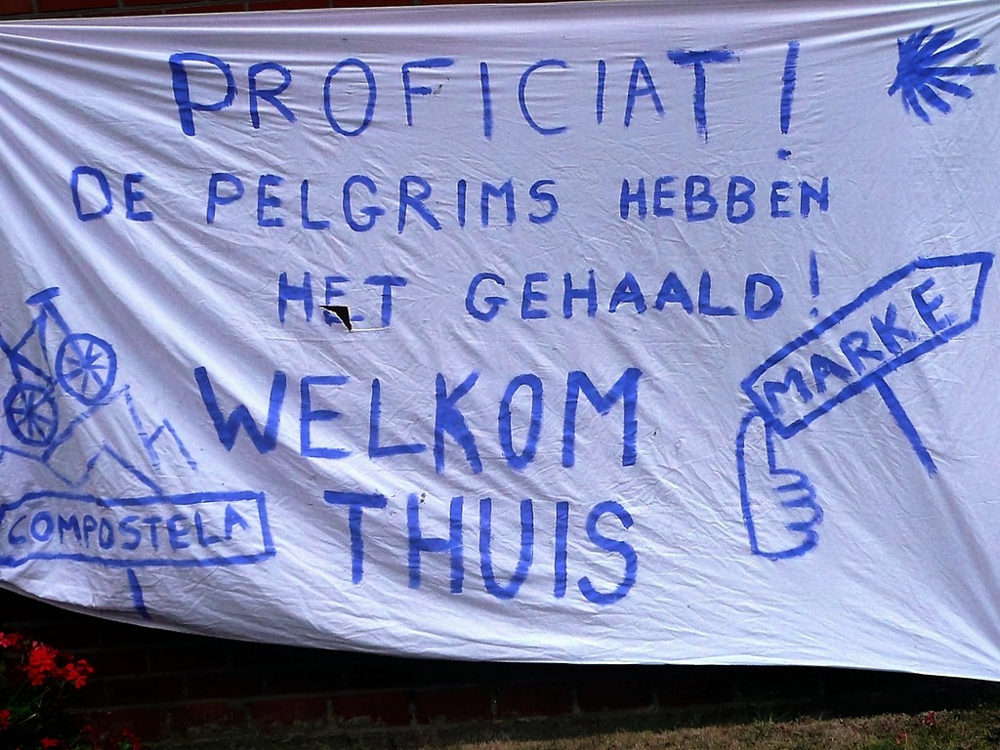 PROFICIAT!
DE PELGRIMS HEBBEN
HET GEHAALD!
MARKE
WELKOM
THUIS
COMPOSTELA